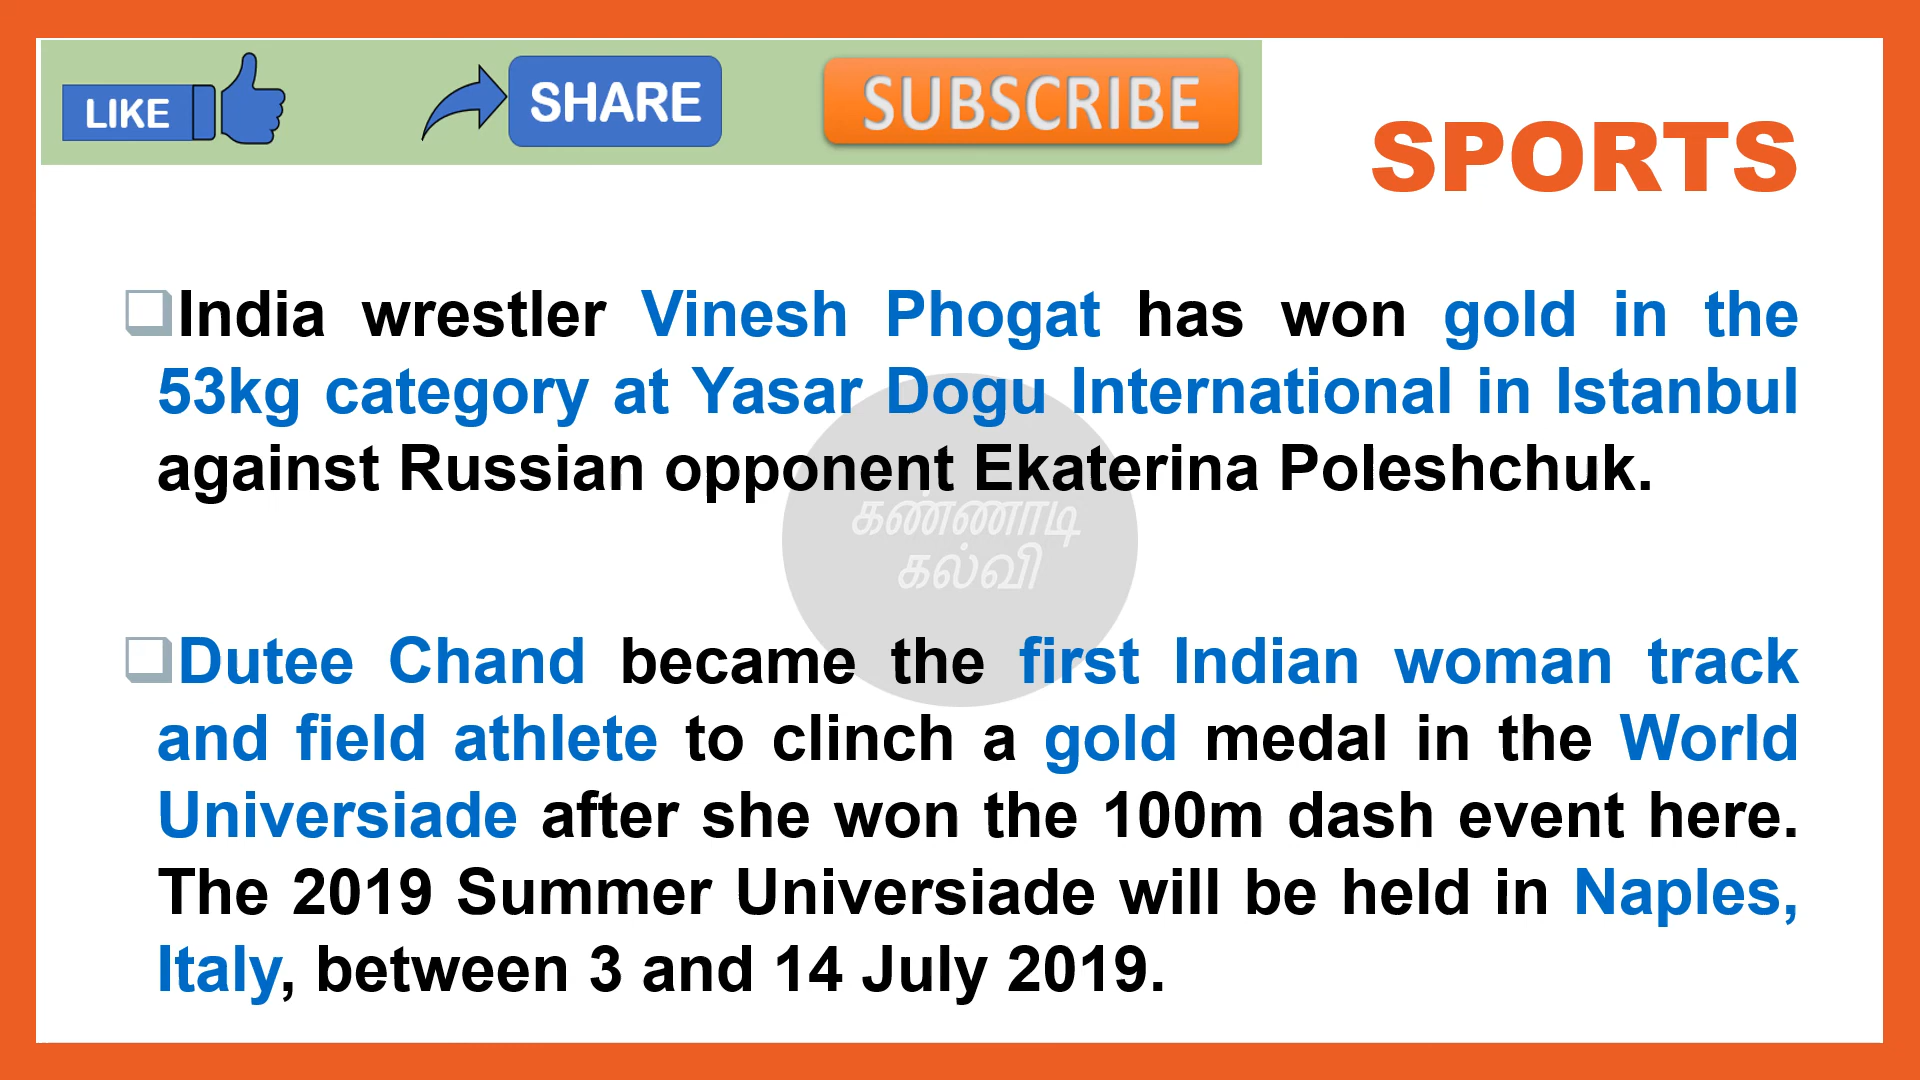 LIKE
SHARE
SUBSCRIBE
SPORTS
India wrestler Vinesh Phogat has won gold in the
53kg category at Yasar Dogu International in Istanbul
against Russian opponent Ekaterina Poleshchuk.
கண்ணாடி
கல்வி
Dutee Chand became the first Indian woman track
and field athlete to clinch a gold medal in the World
Universiade after she won the 100m dash event here.
The 2019 Summer Universiade will be held in Naples,
Italy, between 3 and 14 July 2019.